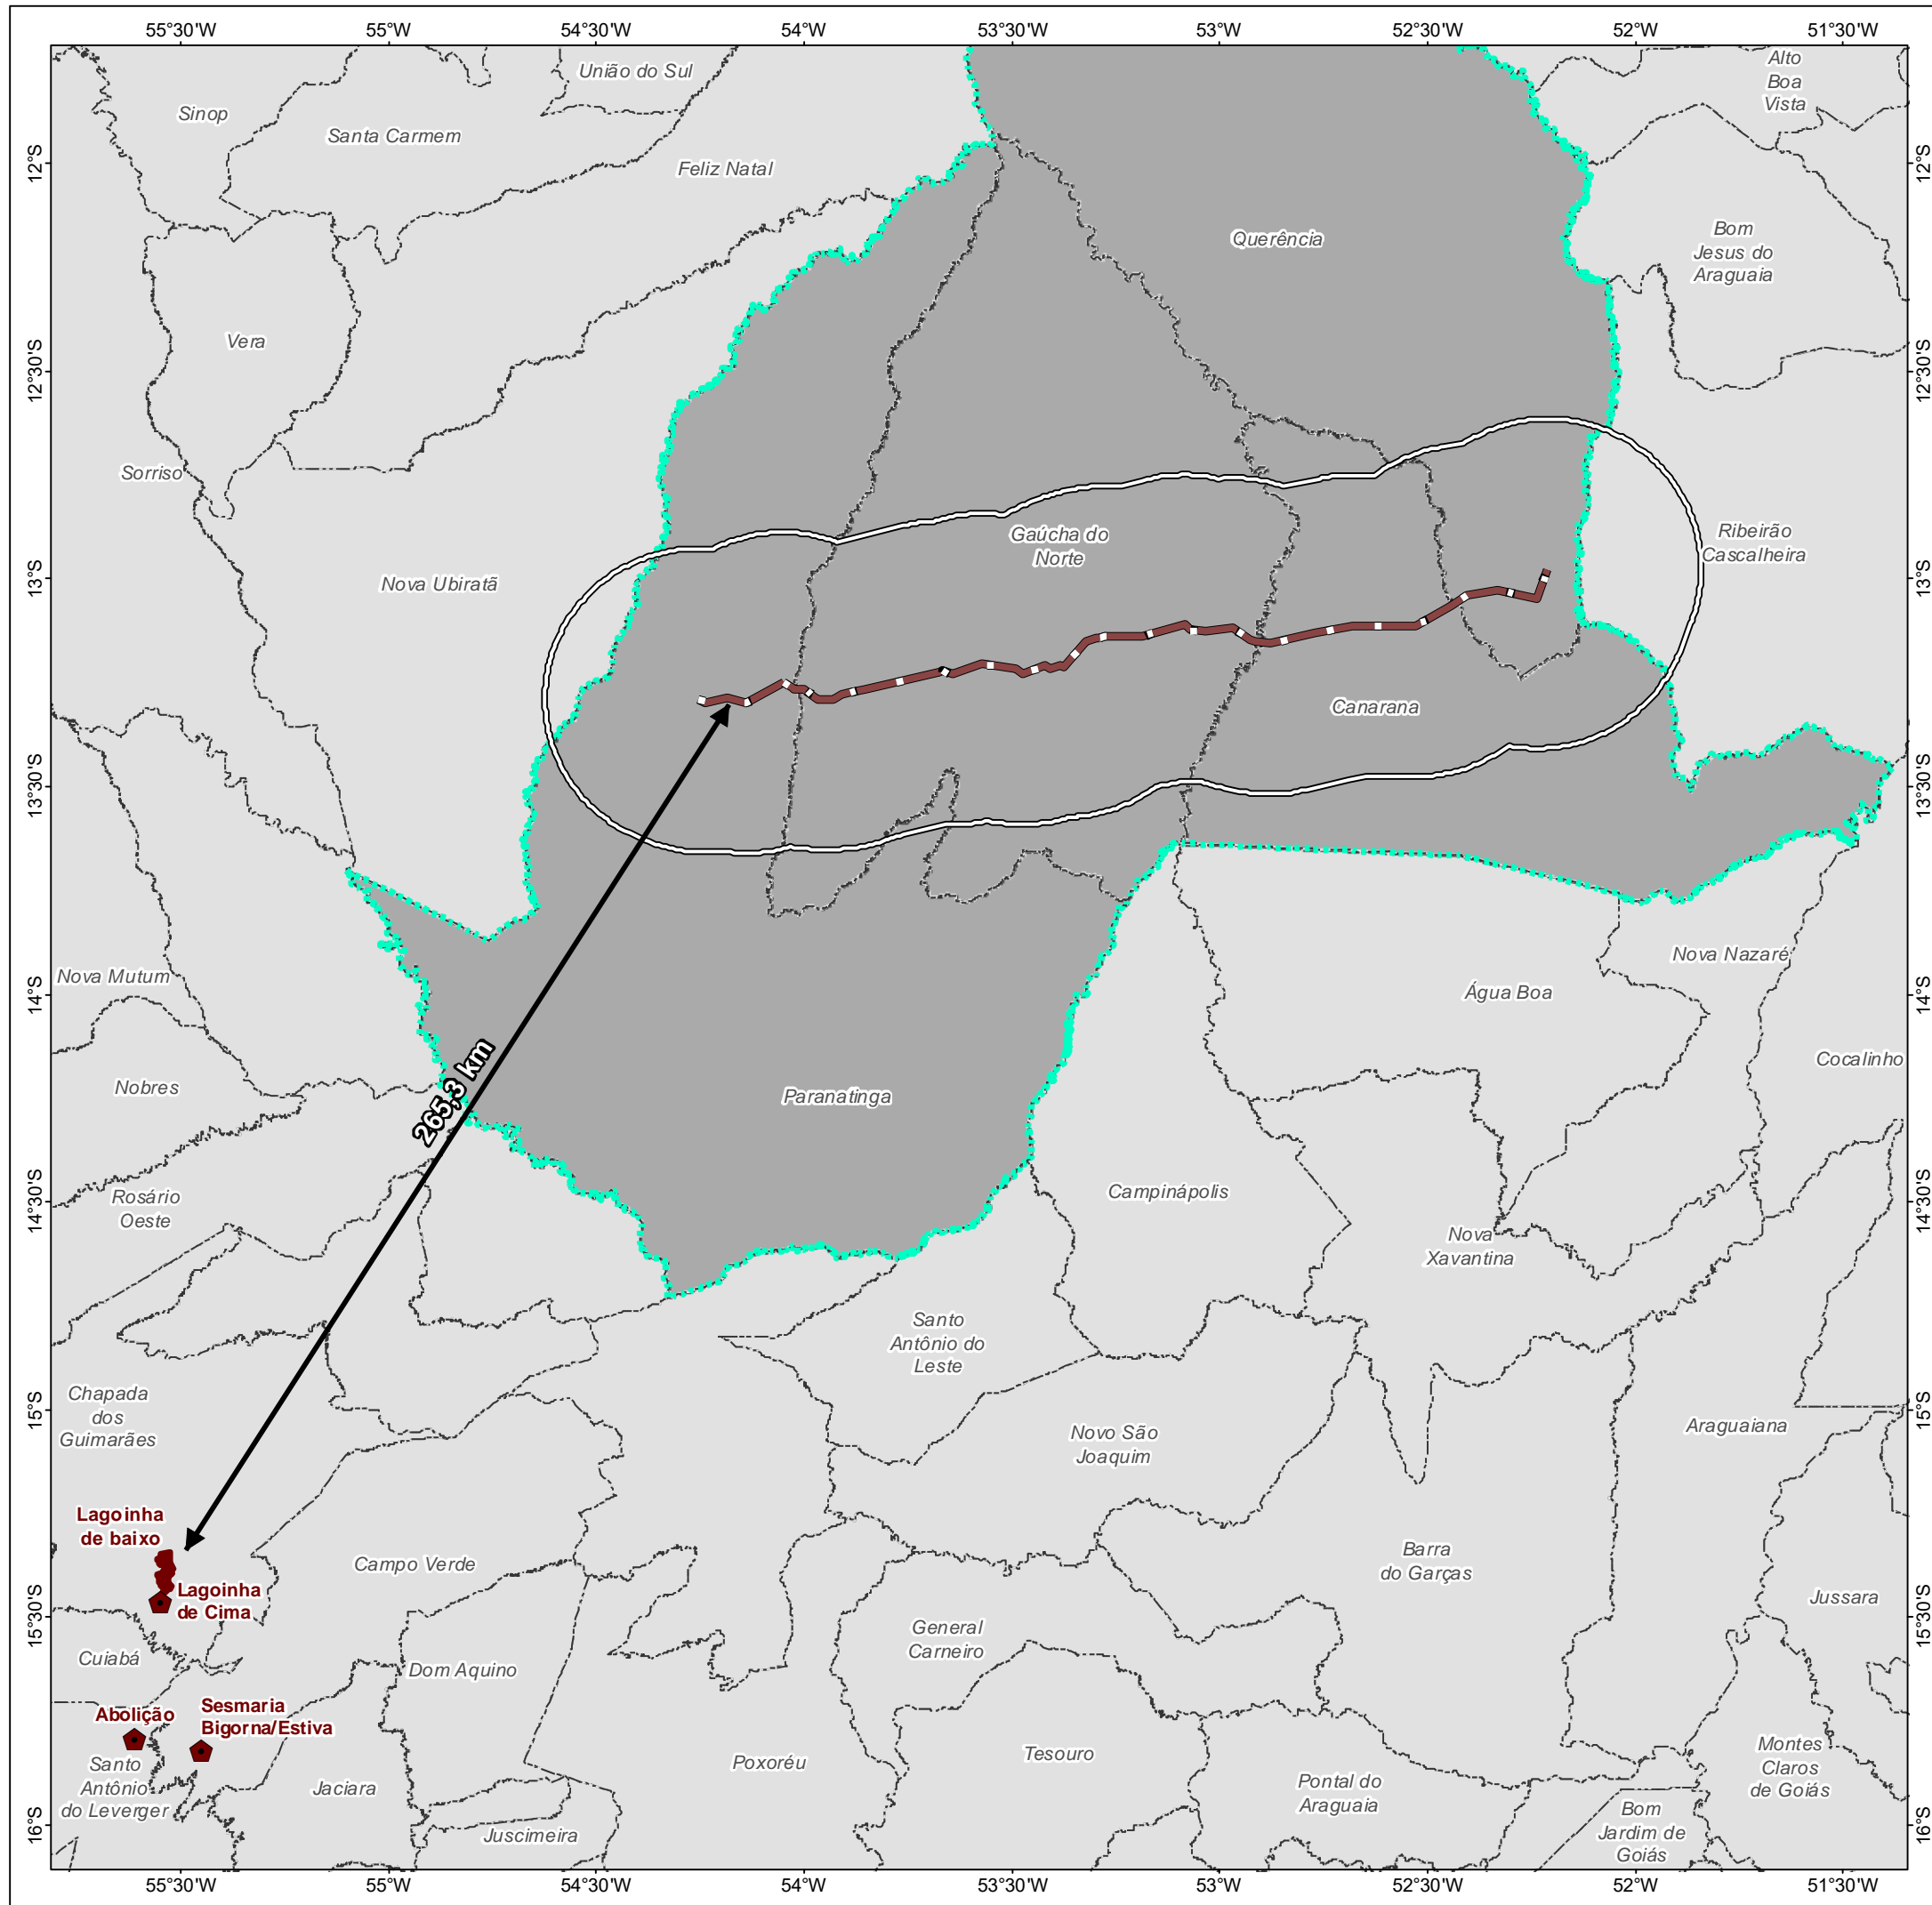 55°30'W
55°W
54°30'W
54°W
53°30'W
53°W
52°30'W
52°W
51°30'W
União do Sul
Alto
Boa
Vista
Sinop
Santa Carmem
Feliz Natal
12°S
12°S
Querência
Bom
Jesus do
Araguaia
Vera
12°30'S
12°30'S
Sorriso
Gaúcha do
Norte
Ribeirão
Cascalheira
Nova Ubiratã
13°S
13°S
Canarana
13°30'S
13°30'S
Nova Mutum
Nova Nazaré
Água Boa
14°S
14°S
Cocalinho
Nobres
265,3 km
Paranatinga
Rosário
Oeste
Campinápolis
14°30'S
14°30'S
Nova
Xavantina
Santo
Antônio do
Leste
Chapada
dos
Guimarães
15°S
15°S
Araguaiana
Novo São
Joaquim
Lagoinha
de baixo
Campo Verde
Barra
do Garças
Lagoinha
de Cima
Jussara
15°30'S
15°30'S
General
Carneiro
Cuiabá
Dom Aquino
Abolição
Sesmaria
Bigorna/Estiva
Santo
Antônio
do Leverger
Jaciara
Poxoréu
Tesouro
Pontal do
Araguaia
Montes
Claros
de Goiás
Bom
Jardim de
Goiás
Juscimeira
16°S
16°S
55°30'W
55°W
54°30'W
54°W
53°30'W
53°W
52°30'W
52°W
51°30'W